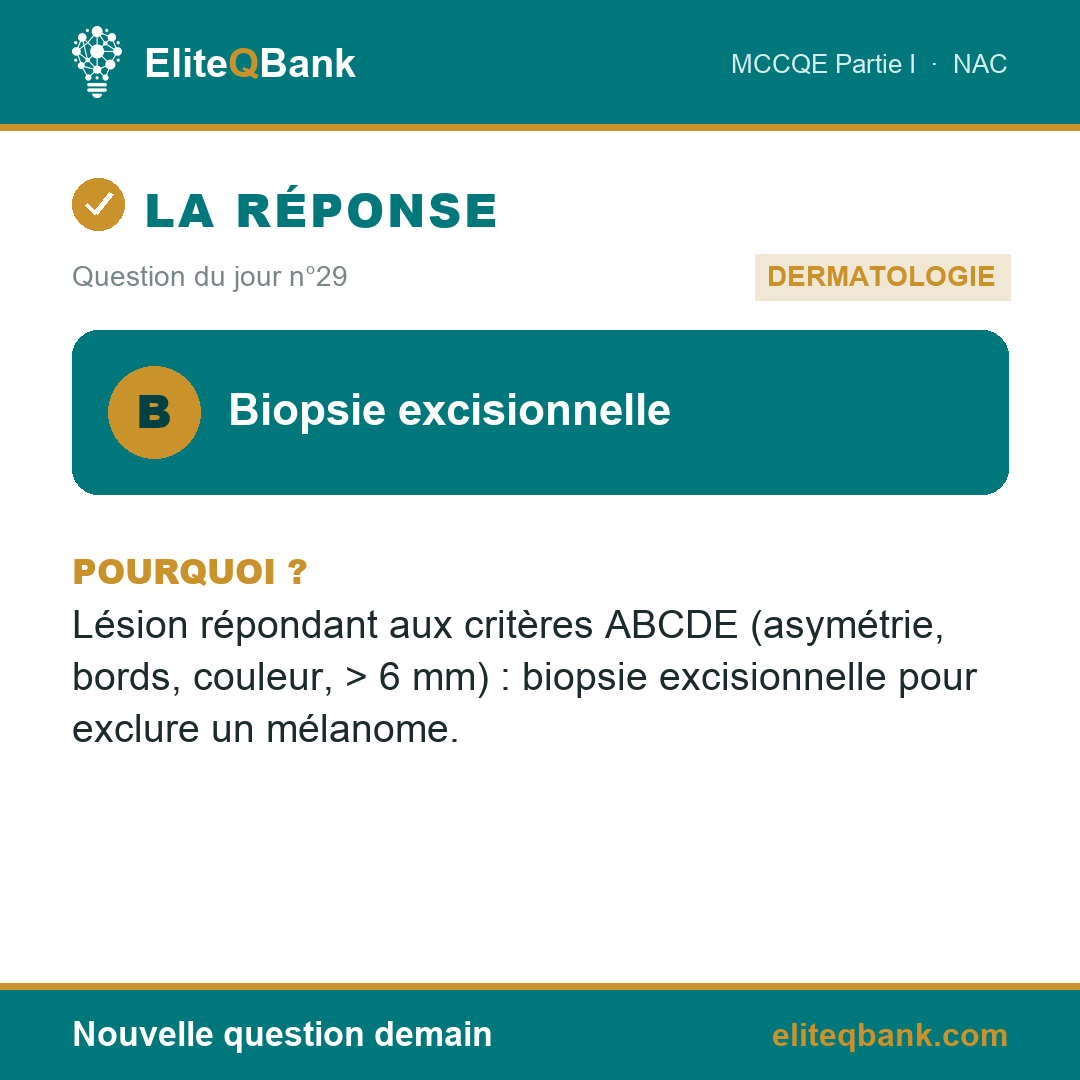 EliteQBank
MCCQE Partie I · NAC
LA RÉPONSE
Question du jour n°29
DERMATOLOGIE
B
Biopsie excisionnelle
POURQUOI ?
Lésion répondant aux critères ABCDE (asymétrie,
bords, couleur, > 6 mm) : biopsie excisionnelle pour
exclure un mélanome.
Nouvelle question demain
eliteqbank.com